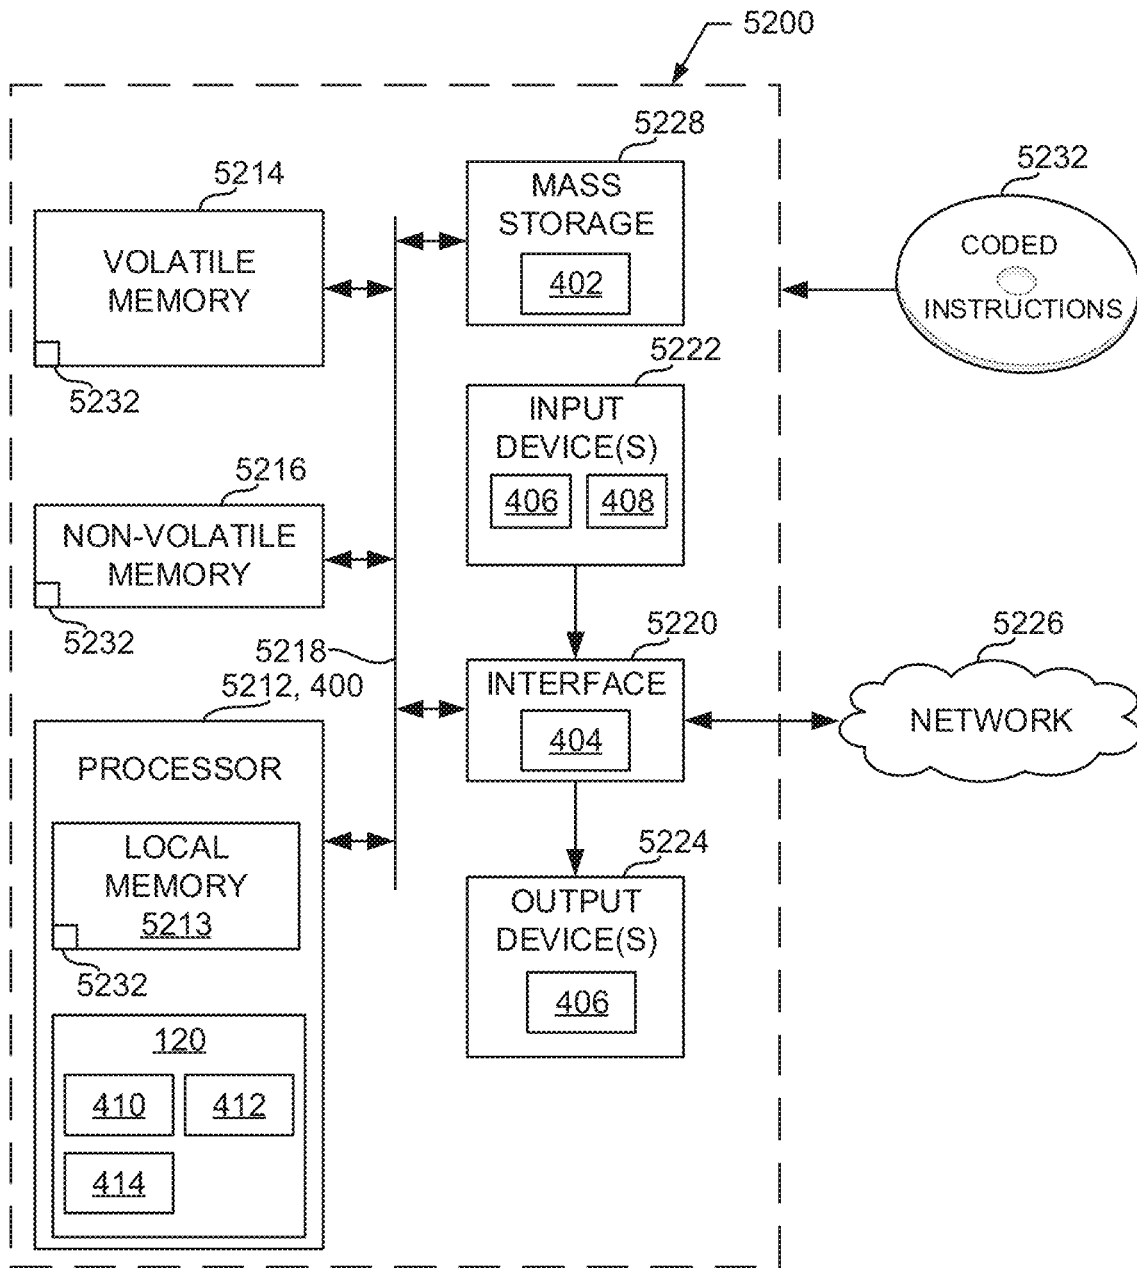 5200
5214
VOLATILE
MEMORY
5232
5228
MASS
STORAGE
402
5232
CODED
INSTRUCTIONS
5222
INPUT
DEVICE(S)
406 408
5216
NON-VOLATILE
MEMORY
5232
5218
5212, 400
PROCESSOR
LOCAL
MEMORY
5213
5232
120
410 412
414
5220
INTERFACE
404
5226
NETWORK
5224
OUTPUT
DEVICE(S)
406